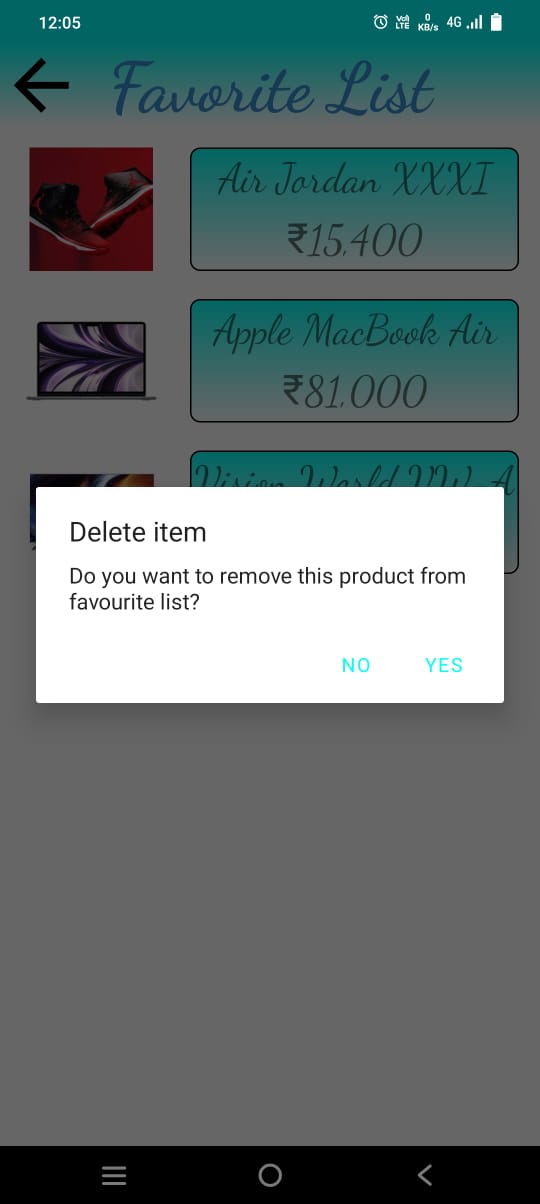 12:05
Vo) LTE 0 KB/s 4G
Favorite List
Air Jordan XXXI
₹15,400
Apple MacBook Air
₹81,000
Vision World VW-A
Delete item
Do you want to remove this product from
favourite list?
NO YES